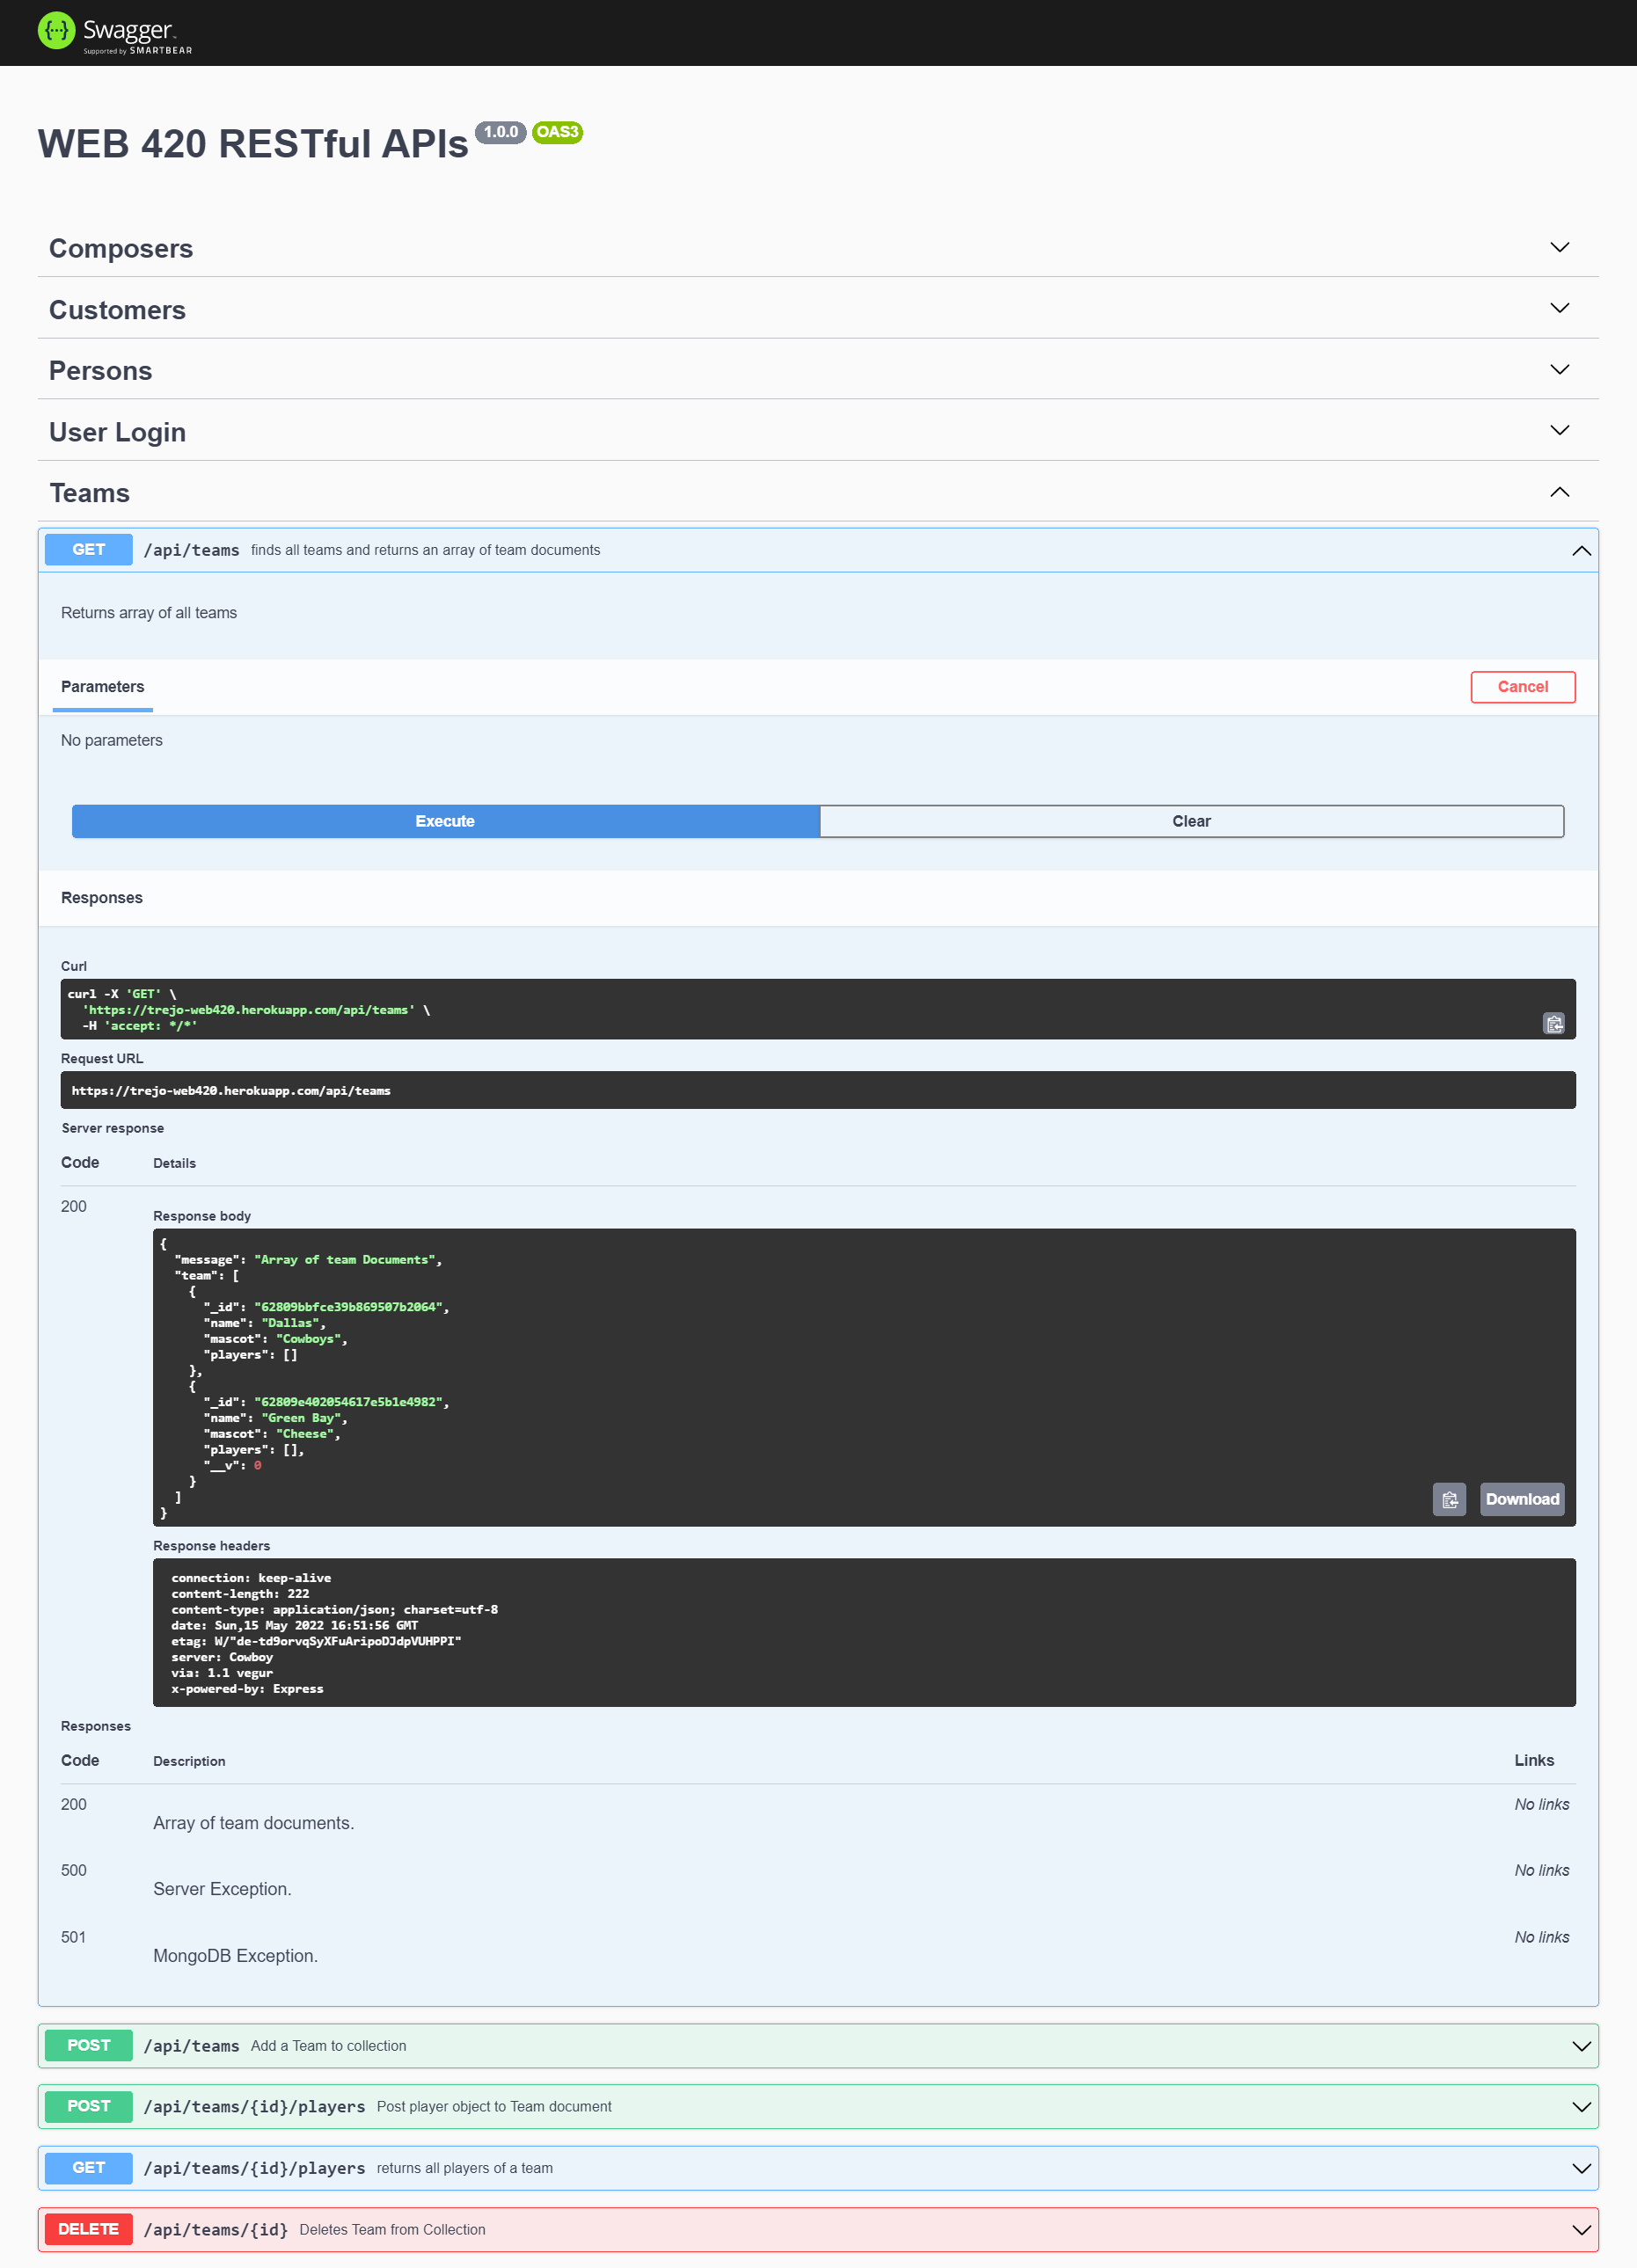 Swagger
Supported by SMARTBEAR
WEB 420 RESTful APIs 1.0.0 OAS3
Composers
Customers
Persons
User Login
Teams
GET /api/teams finds all teams and returns an array of team documents
Returns array of all teams
Parameters Cancel
No parameters
Execute Clear
Responses
Curl
curl -X 'GET' \
  'https://trejo-web420.herokuapp.com/api/teams' \
  -H 'accept: */*'
Request URL
https://trejo-web420.herokuapp.com/api/teams
Server response
Code Details
200
Response body
{
  "message": "Array of team Documents",
  "team": [
    {
      "_id": "62809bbfce39b869507b2064",
      "name": "Dallas",
      "mascot": "Cowboys",
      "players": []
    },
    {
      "_id": "62809e402054617e5b1e4982",
      "name": "Green Bay",
      "mascot": "Cheese",
      "players": [],
      "__v": 0
    }
  ]
}
Download
Response headers
connection: keep-alive
content-length: 222
content-type: application/json; charset=utf-8
date: Sun,15 May 2022 16:51:56 GMT
etag: W/"de-td9orvqSyXFuAripoDJdpVUHPPI"
server: Cowboy
via: 1.1 vegur
x-powered-by: Express
Responses
Code Description Links
200 Array of team documents. No links
500 Server Exception. No links
501 MongoDB Exception. No links
POST /api/teams Add a Team to collection
POST /api/teams/{id}/players Post player object to Team document
GET /api/teams/{id}/players returns all players of a team
DELETE /api/teams/{id} Deletes Team from Collection